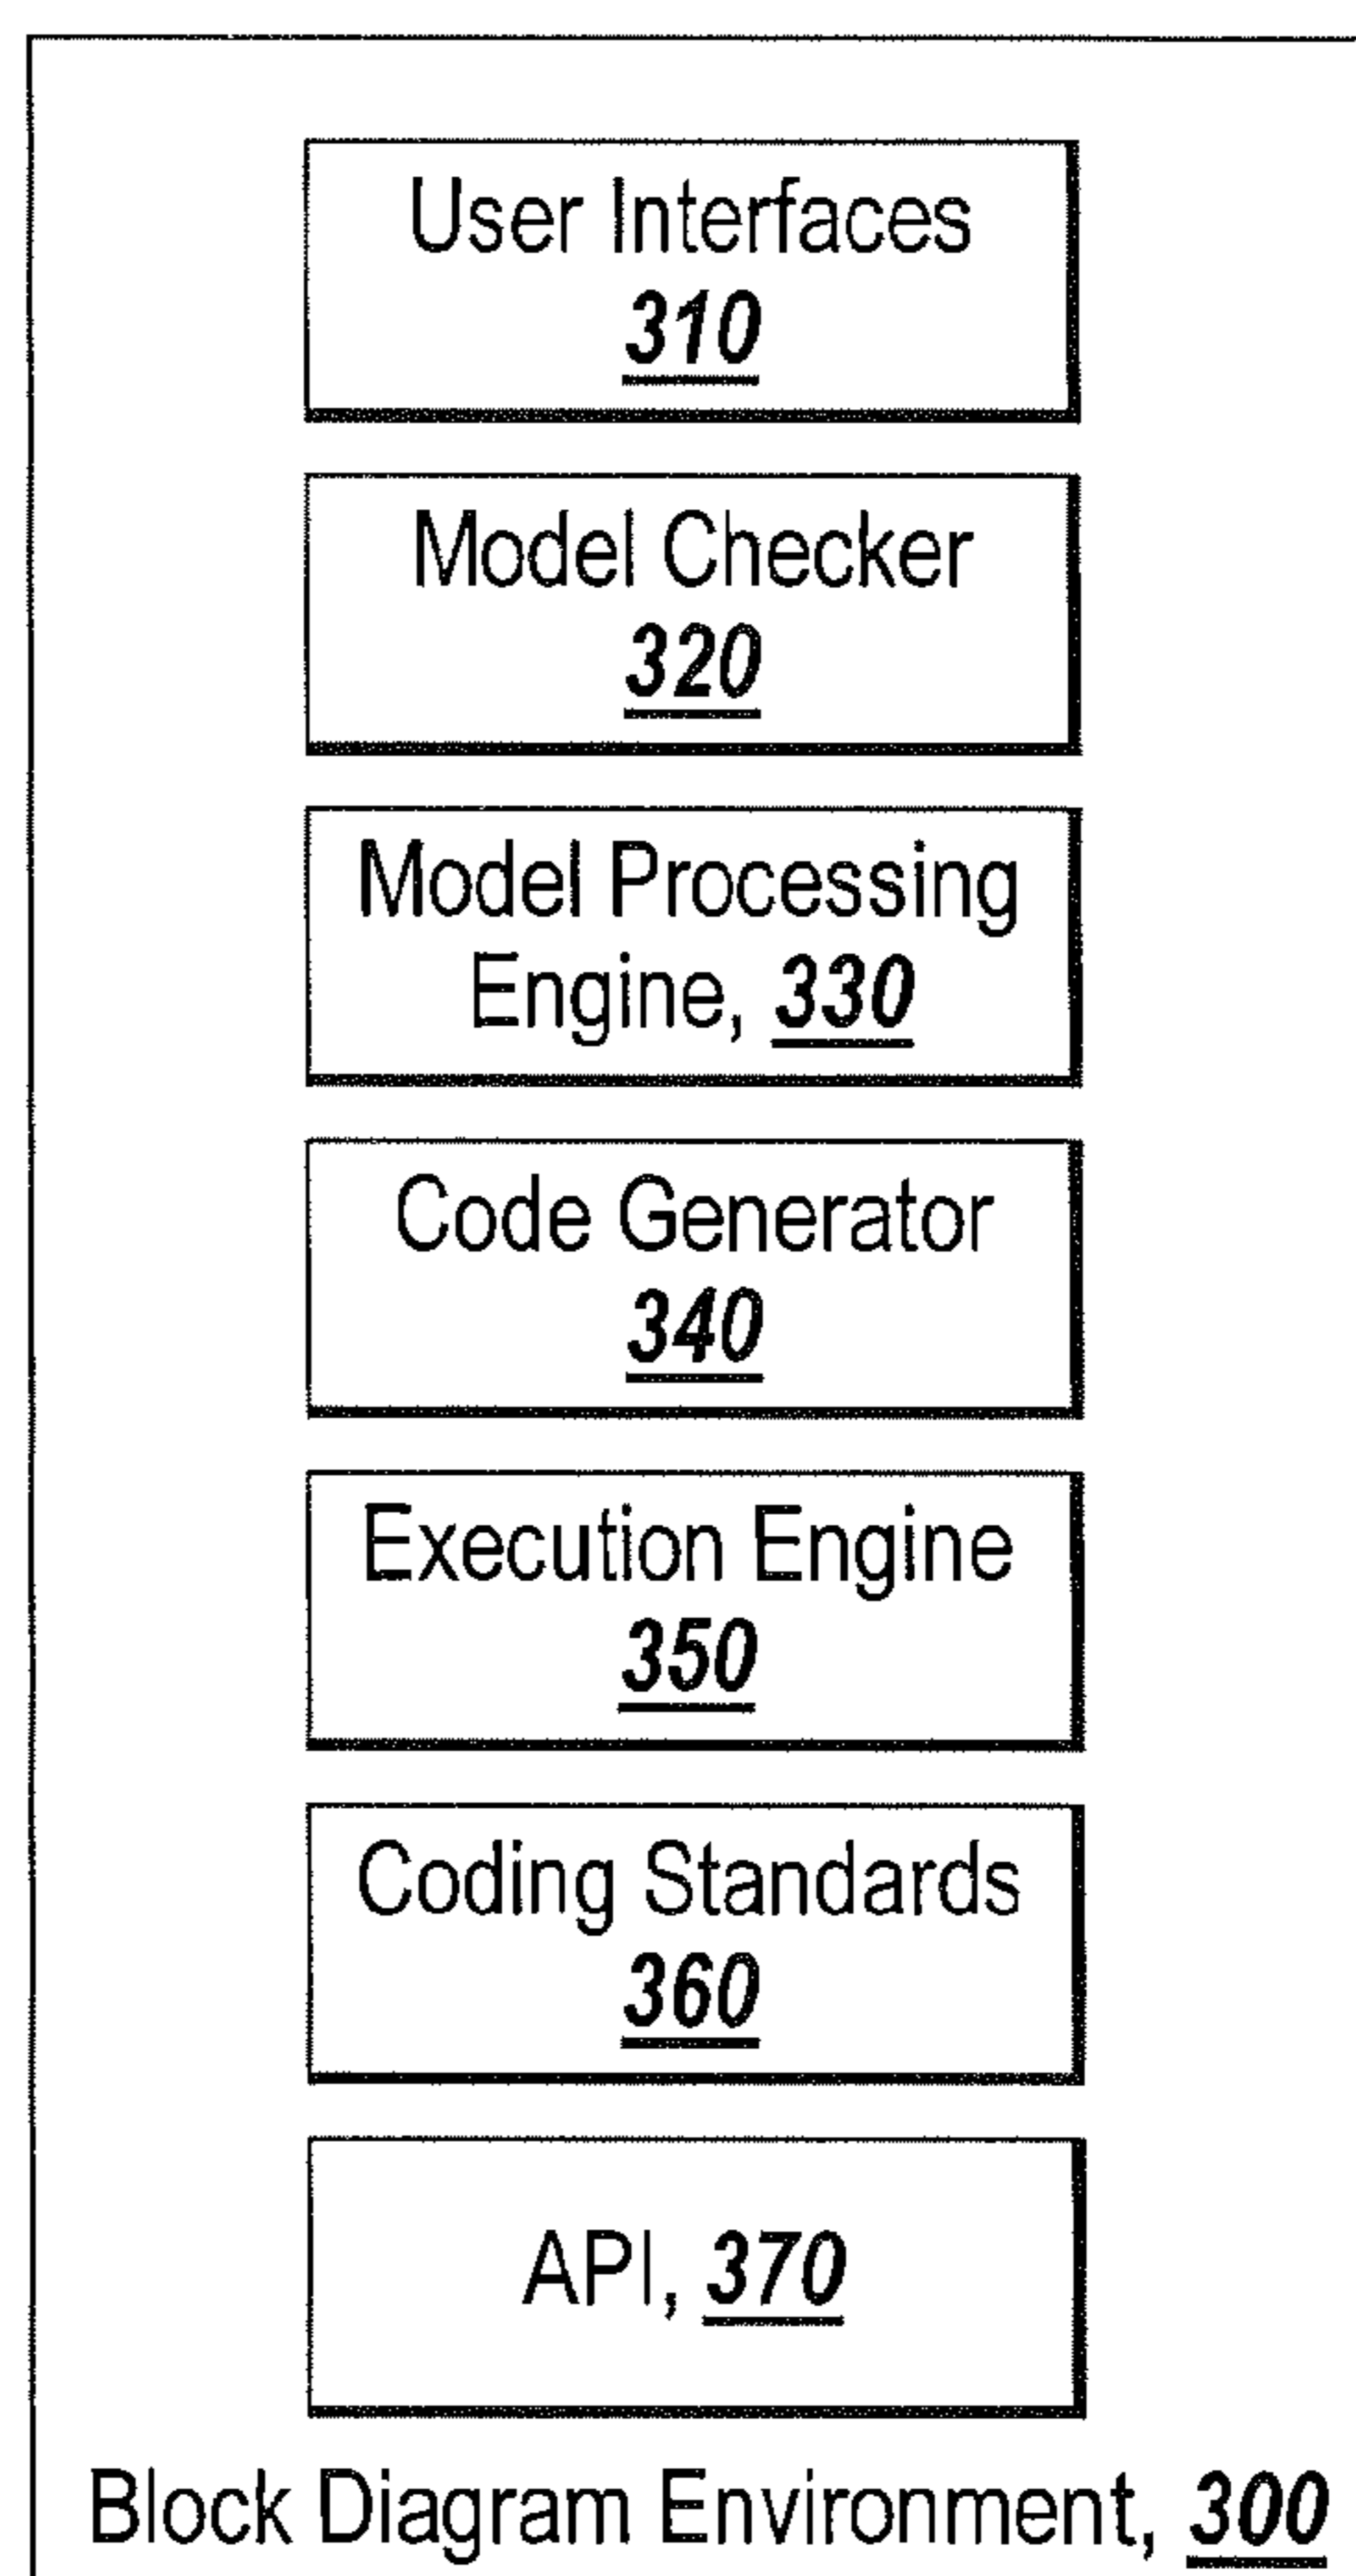 User Interfaces
310
Model Checker
320
Model Processing
Engine, 330
Code Generator
340
Execution Engine
350
Coding Standards
360
API, 370
Block Diagram Environment, 300